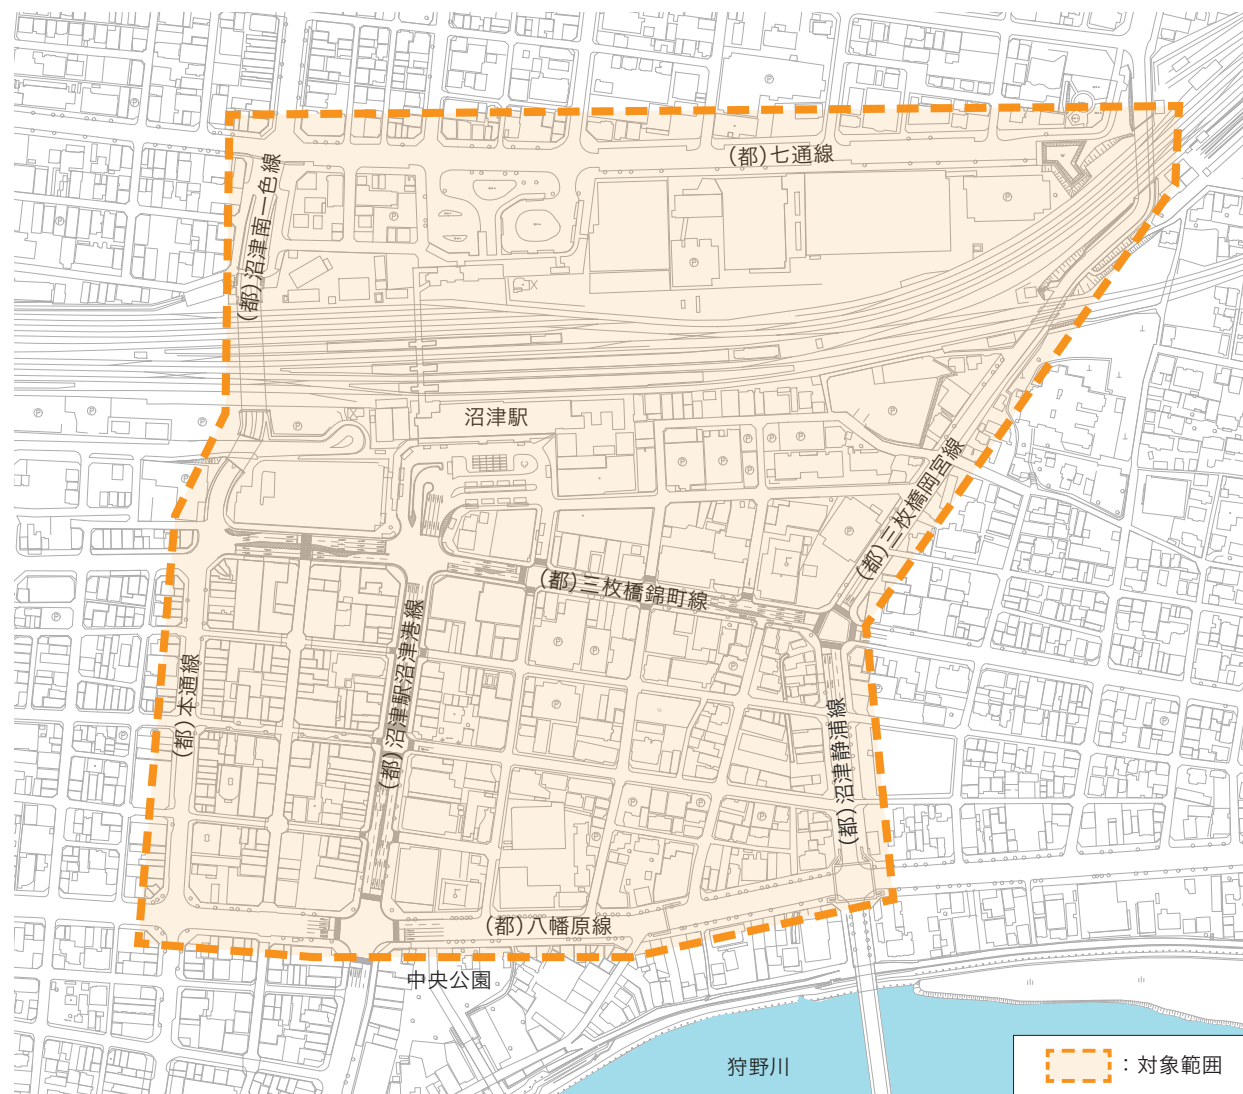 (都)七通線
(都)沼津南一色線
沼津駅
(都)三枚橋岡宮線
(都)三枚橋錦町線
(都)沼津駅沼津港線
(都)本通線
(都)沼津静浦線
(都)八幡原線
中央公園
狩野川
：対象範囲